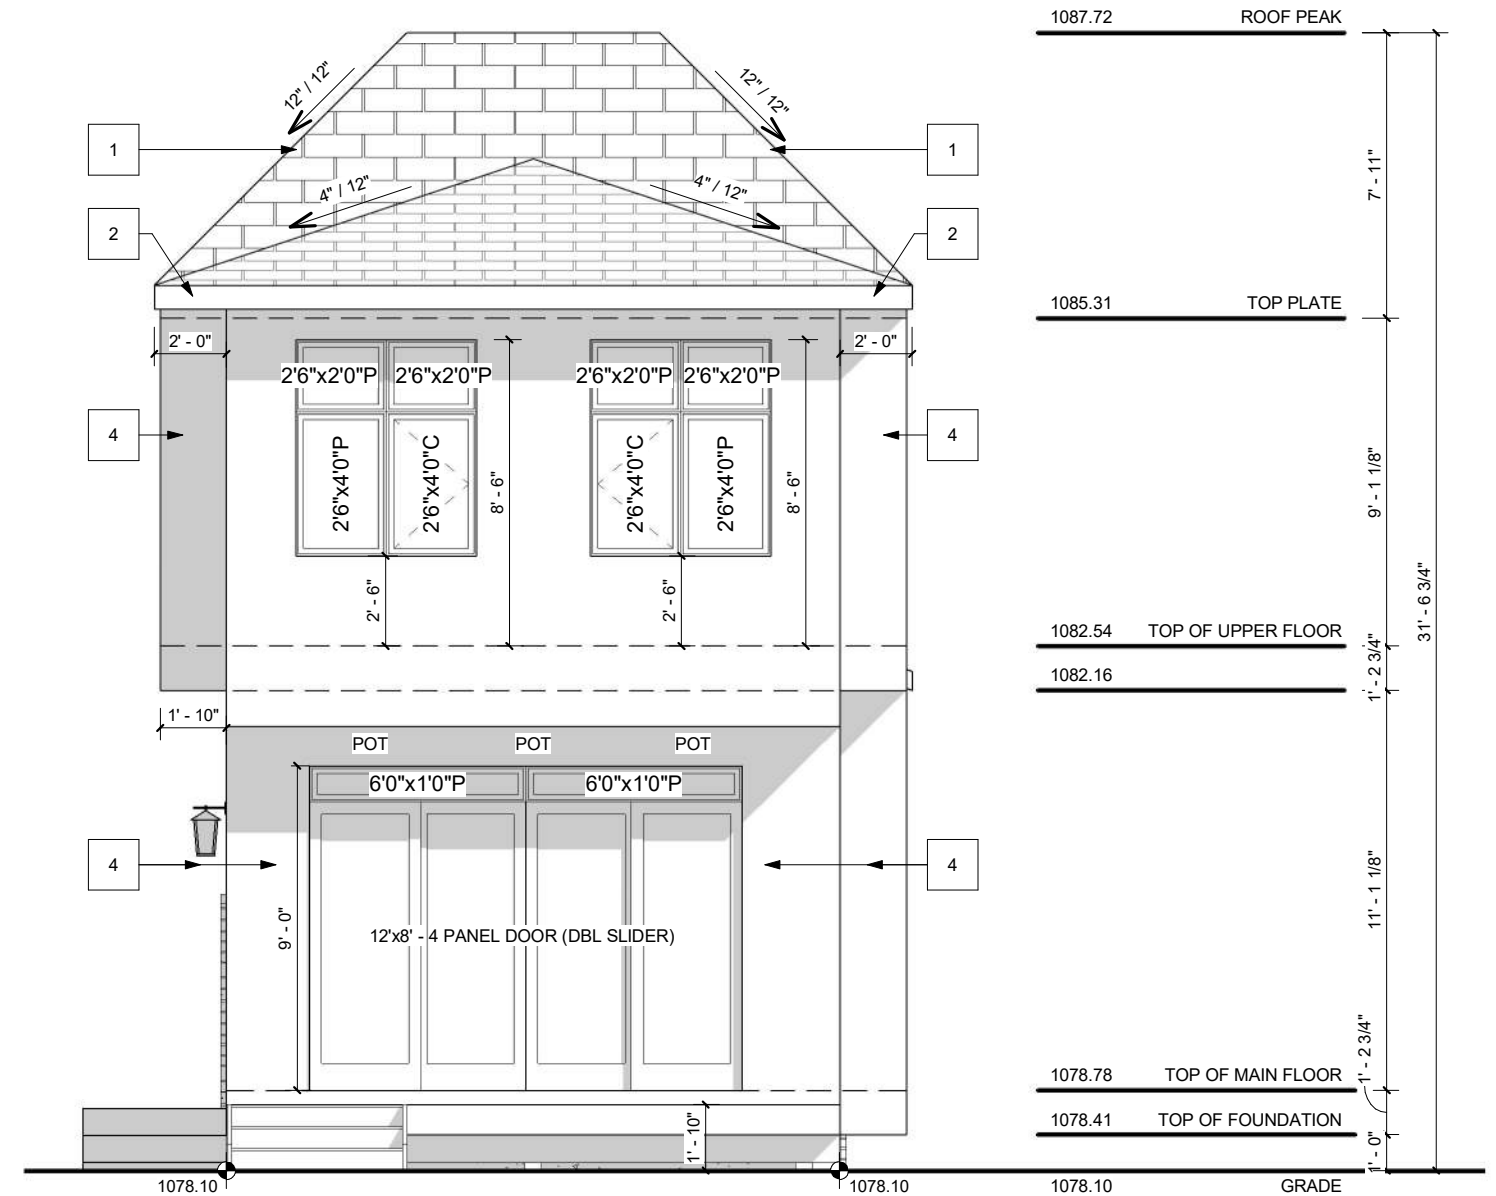 1087.72 ROOF PEAK
12" / 12"
12" / 12"
1
1
7' - 11"
4" / 12"
4" / 12"
2
2
1085.31 TOP PLATE
2' - 0"
2' - 0"
2'6"x2'0"P 2'6"x2'0"P 2'6"x2'0"P 2'6"x2'0"P
4
4
2'6"x4'0"P 2'6"x4'0"C 8' - 6" 2'6"x4'0"C 2'6"x4'0"P 8' - 6"
9' - 1 1/8"
2' - 6"
2' - 6"
31' - 6 3/4"
1082.54 TOP OF UPPER FLOOR
1' - 2 3/4"
1082.16
1' - 10"
POT POT POT
6'0"x1'0"P 6'0"x1'0"P
4
4
11' - 1 1/8"
9' - 0"
12'x8' - 4 PANEL DOOR (DBL SLIDER)
1078.78 TOP OF MAIN FLOOR
1' - 2 3/4"
1078.41 TOP OF FOUNDATION
1' - 10"
1' - 0"
1078.10 1078.10 1078.10 GRADE